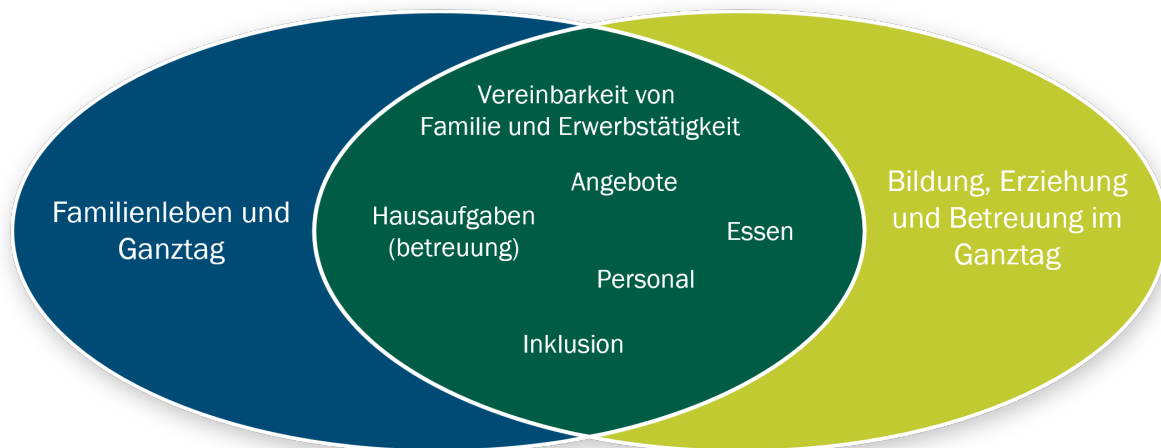 Familienleben und
Ganztag
Vereinbarkeit von
Familie und Erwerbstätigkeit
Angebote
Hausaufgaben
(betreuung)
Essen
Personal
Inklusion
Bildung, Erziehung
und Betreuung im
Ganztag